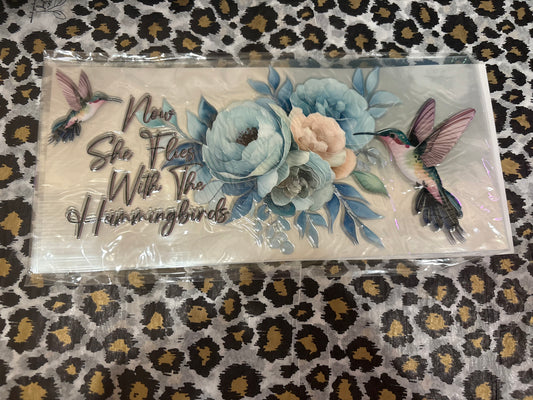 Now
She Flies
With The
Hummingbirds